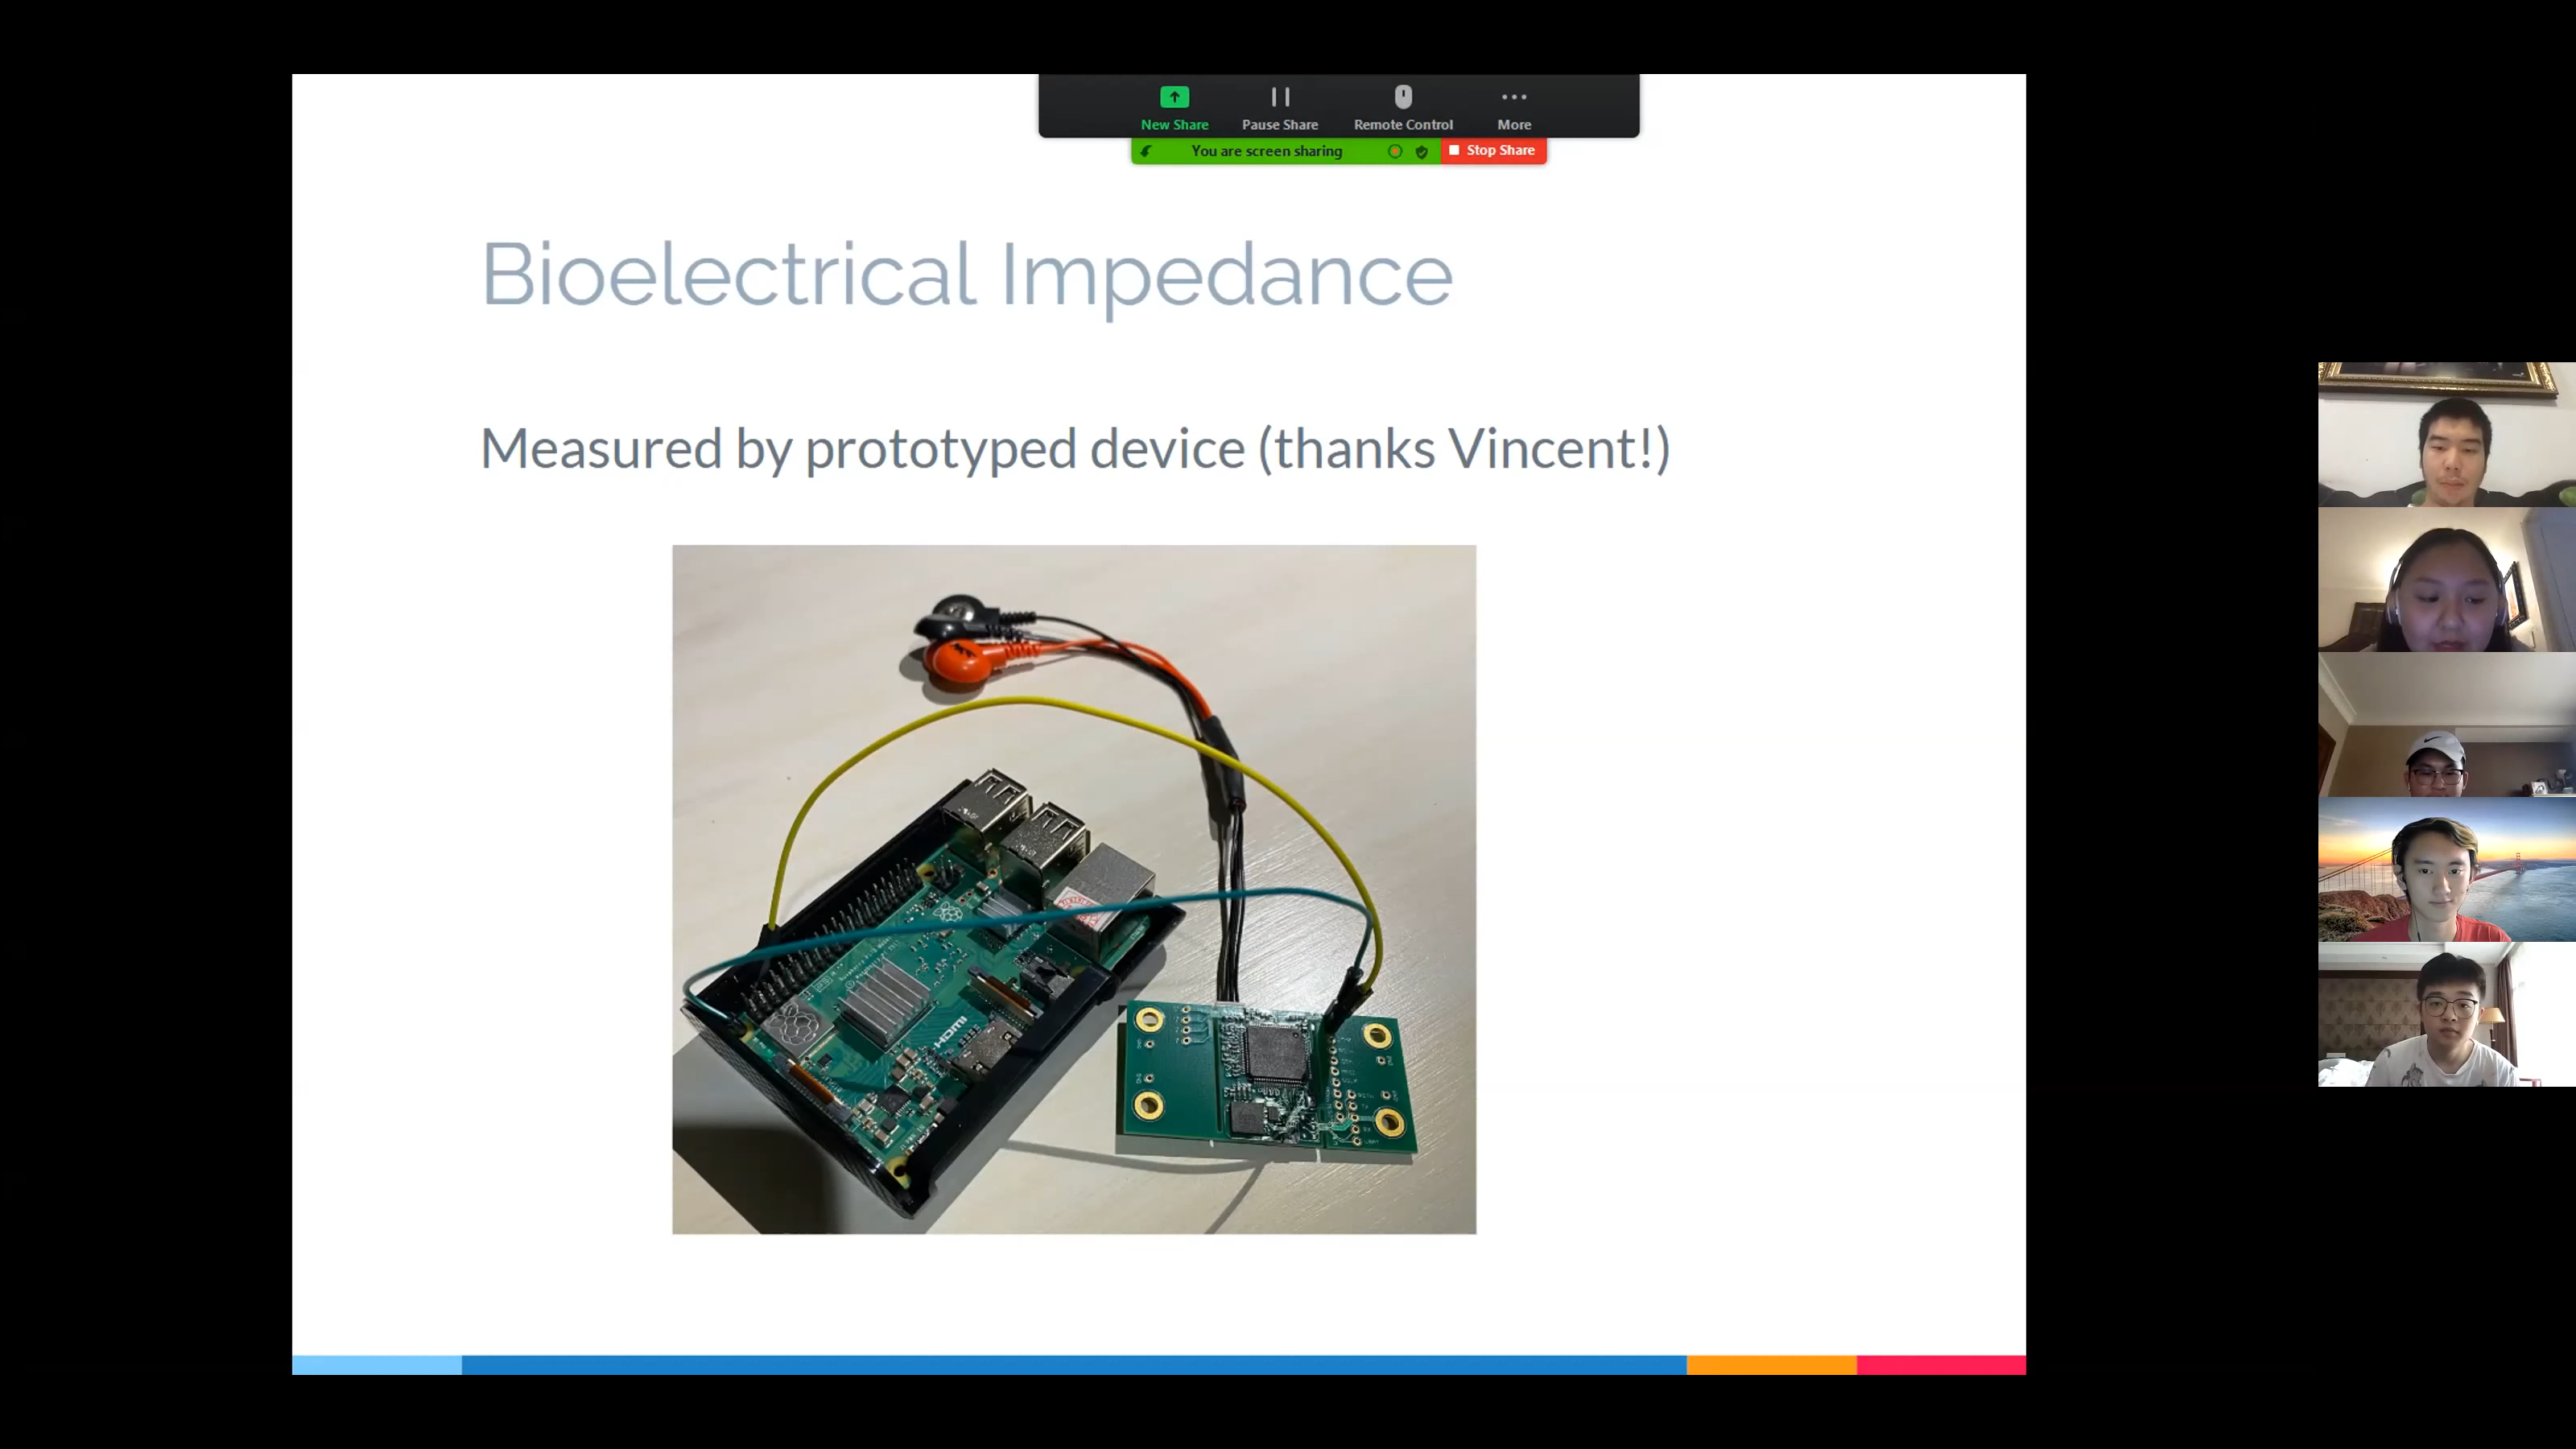 New Share
Pause Share
Remote Control
More
You are screen sharing
Stop Share
Bioelectrical Impedance
Measured by prototyped device (thanks Vincent!)
HDMI